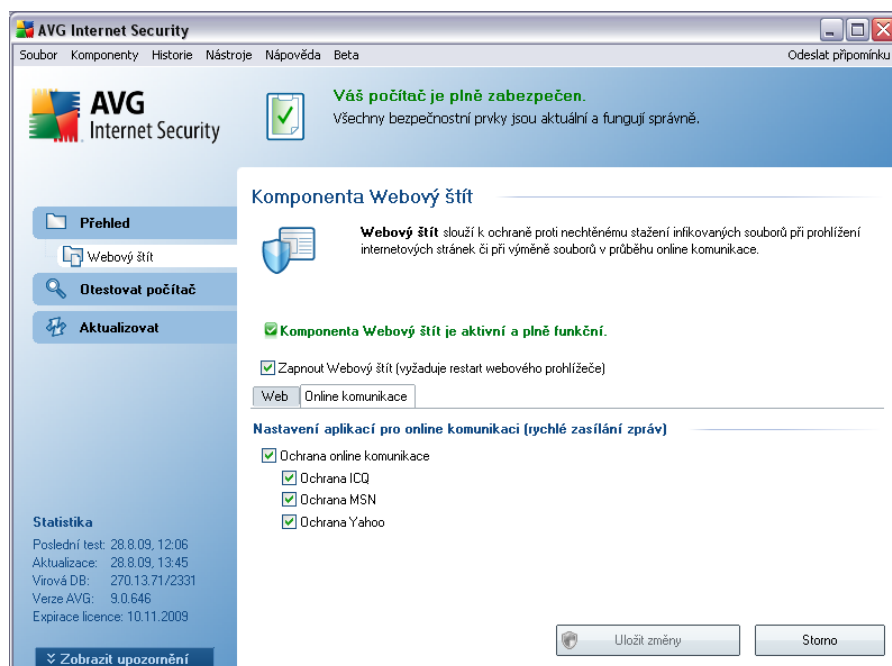 AVG Internet Security
Soubor Komponenty Historie Nástroje Nápověda Beta Odeslat připomínku
AVG
Internet Security
Váš počítač je plně zabezpečen.
Všechny bezpečnostní prvky jsou aktuální a fungují správně.
Přehled
Webový štít
Otestovat počítač
Aktualizovat
Komponenta Webový štít
Webový štít slouží k ochraně proti nechtěnému stažení infikovaných souborů při prohlížení
internetových stránek či při výměně souborů v průběhu online komunikace.
Komponenta Webový štít je aktivní a plně funkční.
Zapnout Webový štít (vyžaduje restart webového prohlížeče)
Web Online komunikace
Nastavení aplikací pro online komunikaci (rychlé zasílání zpráv)
Ochrana online komunikace
Ochrana ICQ
Ochrana MSN
Ochrana Yahoo
Statistika
Poslední test: 28.8.09, 12:06
Aktualizace: 28.8.09, 13:45
Virová DB: 270.13.71/2331
Verze AVG: 9.0.646
Expirace licence: 10.11.2009
Zobrazit upozornění
Uložit změny
Storno